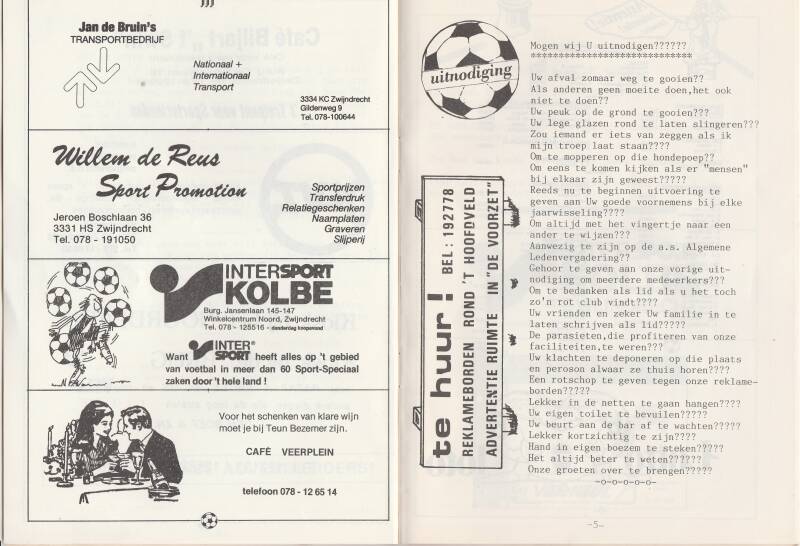 Jan de Bruin's
TRANSPORTBEDRIJF
Nationaal +
Internationaal
Transport
3334 KC Zwijndrecht
Gildenweg 9
Tel. 078-100644
Willem de Reus
Sport Promotion
Jeroen Boschlaan 36
3331 HS Zwijndrecht
Tel. 078 - 191050
Sportprijzen
Transferdruk
Relatiegeschenken
Naamplaten
Graveren
Slijperij
INTERSPORT
KOLBE
Burg. Jansenlaan 145-147
Winkelcentrum Noord, Zwijndrecht
Tel. 078 - 125516 - donderdag koopavond
Want INTER SPORT heeft alles op 't gebied
van voetbal in meer dan 60 Sport-Speciaal
zaken door 't hele land !
Voor het schenken van klare wijn
moet je bij Teun Bezemer zijn.
CAFÉ VEERPLEIN
telefoon 078 - 12 65 14
uitnodiging
te huur! BEL: 192778
REKLAMEBORDEN ROND 'T HOOFDVELD
ADVERTENTIE RUIMTE IN "DE VOORZET"
Mogen wij U uitnodigen??????
****************************
Uw afval zomaar weg te gooien??
Als anderen geen moeite doen,het ook
niet te doen??
Uw peuk op de grond te gooien???
Uw lege glazen rond te laten slingeren???
Zou iemand er iets van zeggen als ik
mijn troep laat staan????
Om te mopperen op die hondepoep??
Om eens te komen kijken als er "mensen"
bij elkaar zijn geweest?????
Reeds nu te beginnen uitvoering te
geven aan Uw goede voornemens bij elke
jaarwisseling????
Om altijd met het vingertje naar een
ander te wijzen???
Aanwezig te zijn op de a.s. Algemene
Ledenvergadering??
Gehoor te geven aan onze vorige uit-
nodiging om meerdere medewerkers???
Om te bedanken als lid als u het toch
zo'n rot club vindt????
Uw vrienden en zeker Uw familie in te
laten schrijven als lid?????
De parasieten,die profiteren van onze
faciliteiten,te weren???
Uw klachten te deponeren op die plaats
en persoon alwaar ze thuis horen????
Een rotschop te geven tegen onze reklame-
borden?????
Lekker in de netten te gaan hangen????
Uw eigen toilet te bevuilen?????
Uw beurt aan de bar af te wachten?????
Lekker kortzichtig te zijn????
Hand in eigen boezem te steken?????
Het altijd beter te weten??????
Onze groeten over te brengen?????
-o-o-o-o-o-
-5-